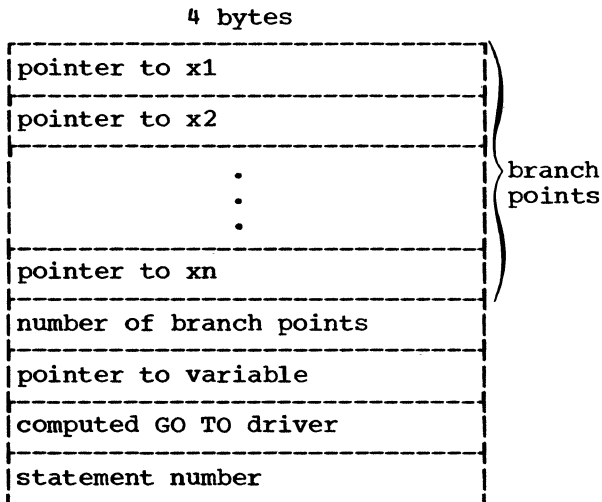 4 bytes
pointer to x1
pointer to x2
.
.
.
pointer to xn
branch
points
number of branch points
pointer to variable
computed GO TO driver
statement number